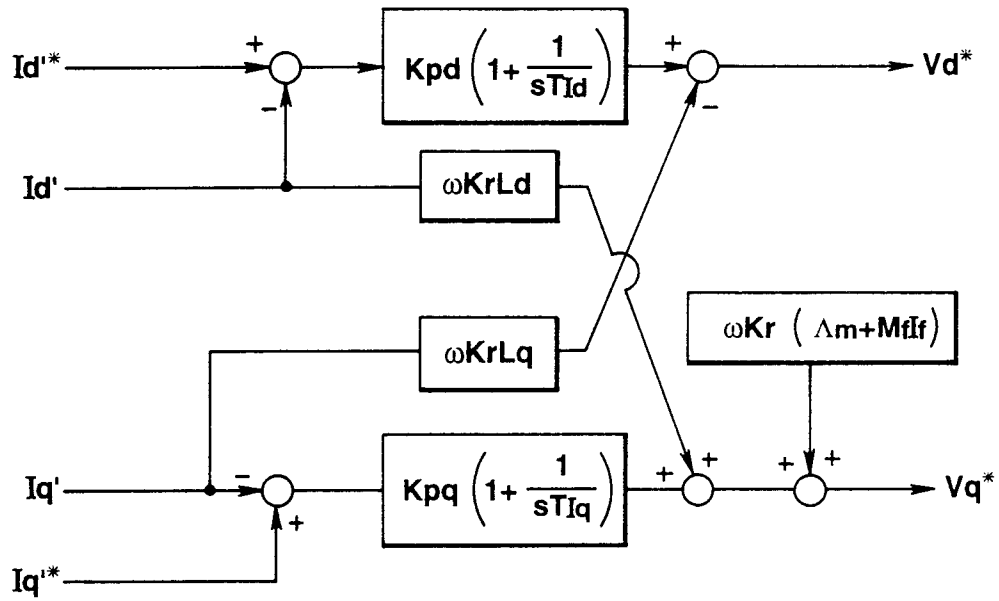 Id'*
+
−
Kpd (1+ 1/sTId)
+
−
Vd*
Id'
ωKrLd
ωKrLq
ωKr (Λm+MfIf)
Iq'
−
+
Kpq (1+ 1/sTIq)
+
+
+
+
Vq*
Iq'*